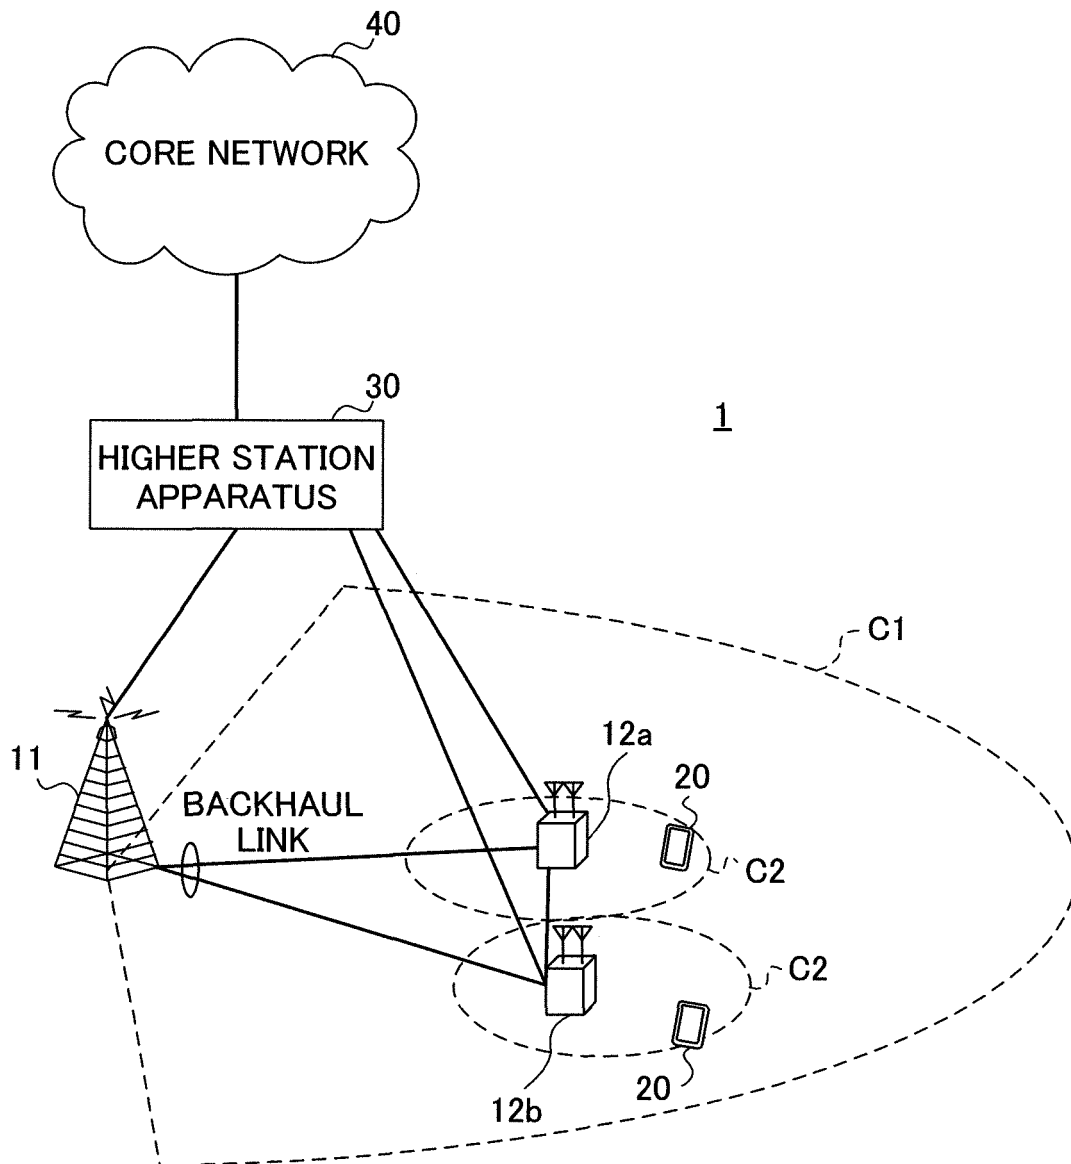 40
CORE NETWORK
30
HIGHER STATION
APPARATUS
1
C1
11
BACKHAUL
LINK
12a
20
C2
C2
20
12b